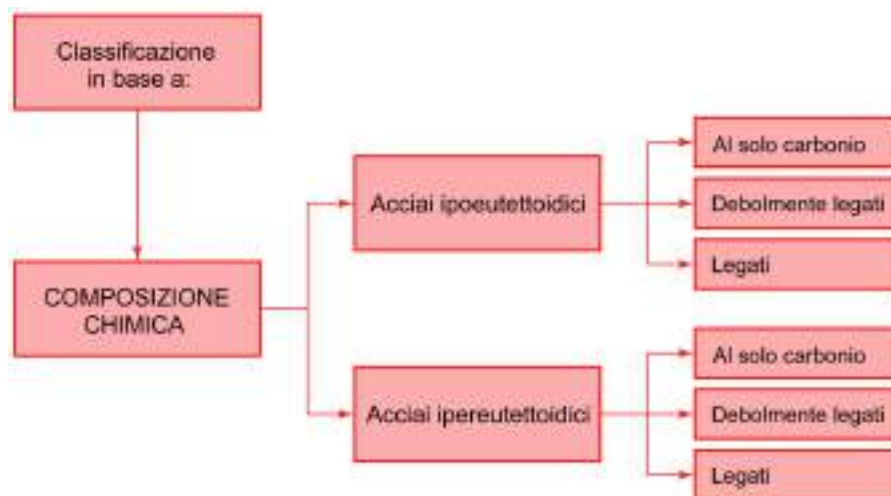 Classificazione
in base a:
COMPOSIZIONE
CHIMICA
Acciai ipoeutettoidici
Al solo carbonio
Debolmente legati
Legati
Acciai ipereutettoidici
Al solo carbonio
Debolmente legati
Legati